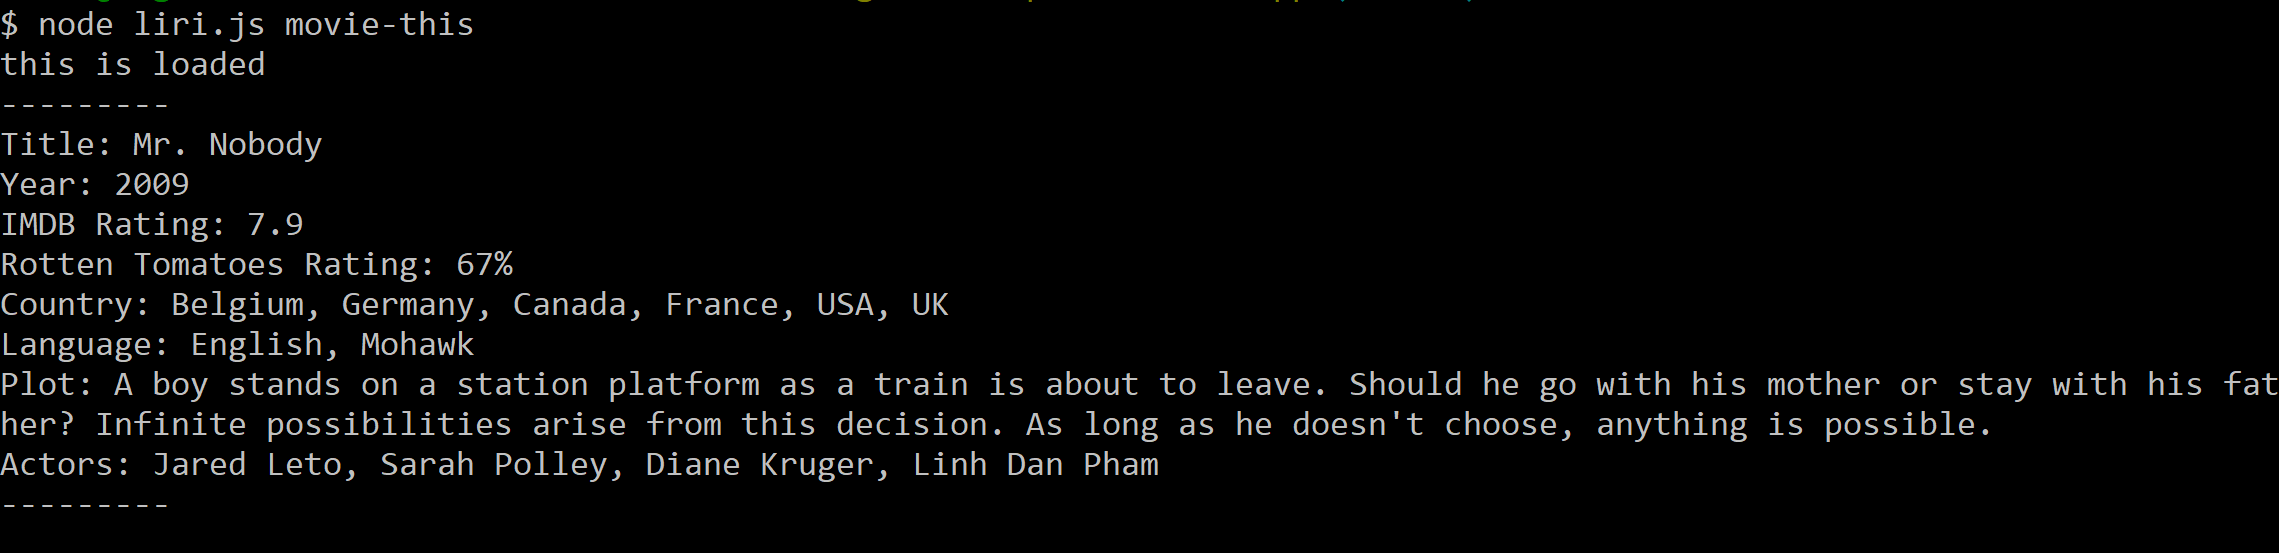 $ node liri.js movie-this
this is loaded
---------
Title: Mr. Nobody
Year: 2009
IMDB Rating: 7.9
Rotten Tomatoes Rating: 67%
Country: Belgium, Germany, Canada, France, USA, UK
Language: English, Mohawk
Plot: A boy stands on a station platform as a train is about to leave. Should he go with his mother or stay with his fat
her? Infinite possibilities arise from this decision. As long as he doesn't choose, anything is possible.
Actors: Jared Leto, Sarah Polley, Diane Kruger, Linh Dan Pham
---------